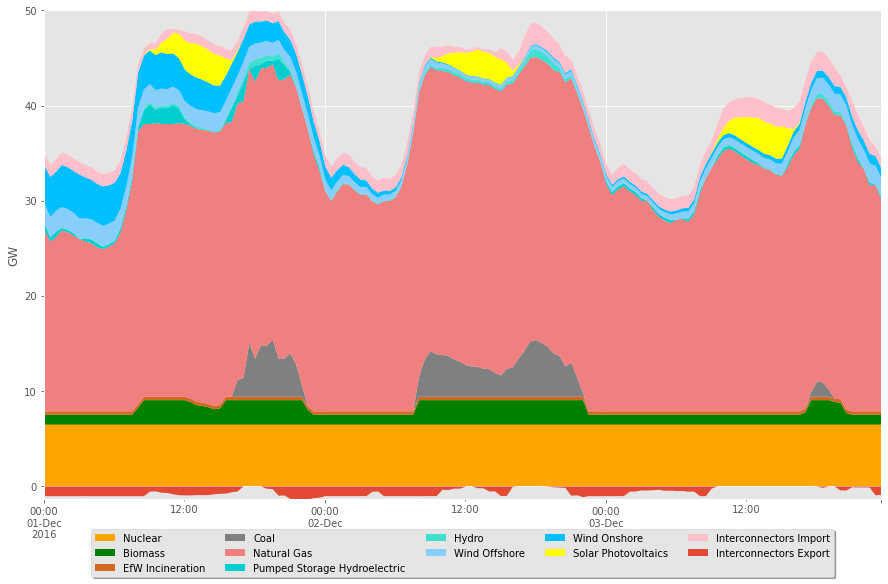 50
40
30
20
10
0
GW
00:00 12:00 00:00 12:00 00:00 12:00
01-Dec 02-Dec 03-Dec
2016
Nuclear Coal Hydro Wind Onshore Interconnectors Import
Biomass Natural Gas Wind Offshore Solar Photovoltaics Interconnectors Export
EfW Incineration Pumped Storage Hydroelectric